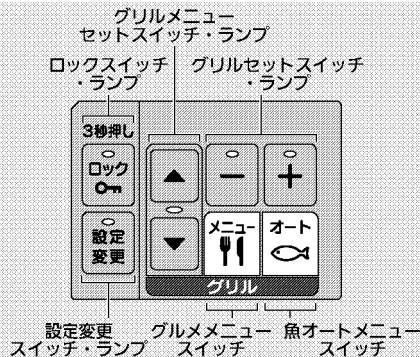 グリルメニュー
セットスイッチ・ランプ
ロックスイッチ
・ランプ
グリルセットスイッチ
・ランプ
3秒押し
ロック
設定
変更
メニュー
オート
グリル
設定変更
スイッチ・ランプ
グルメメニュー
スイッチ
魚オートメニュー
スイッチ